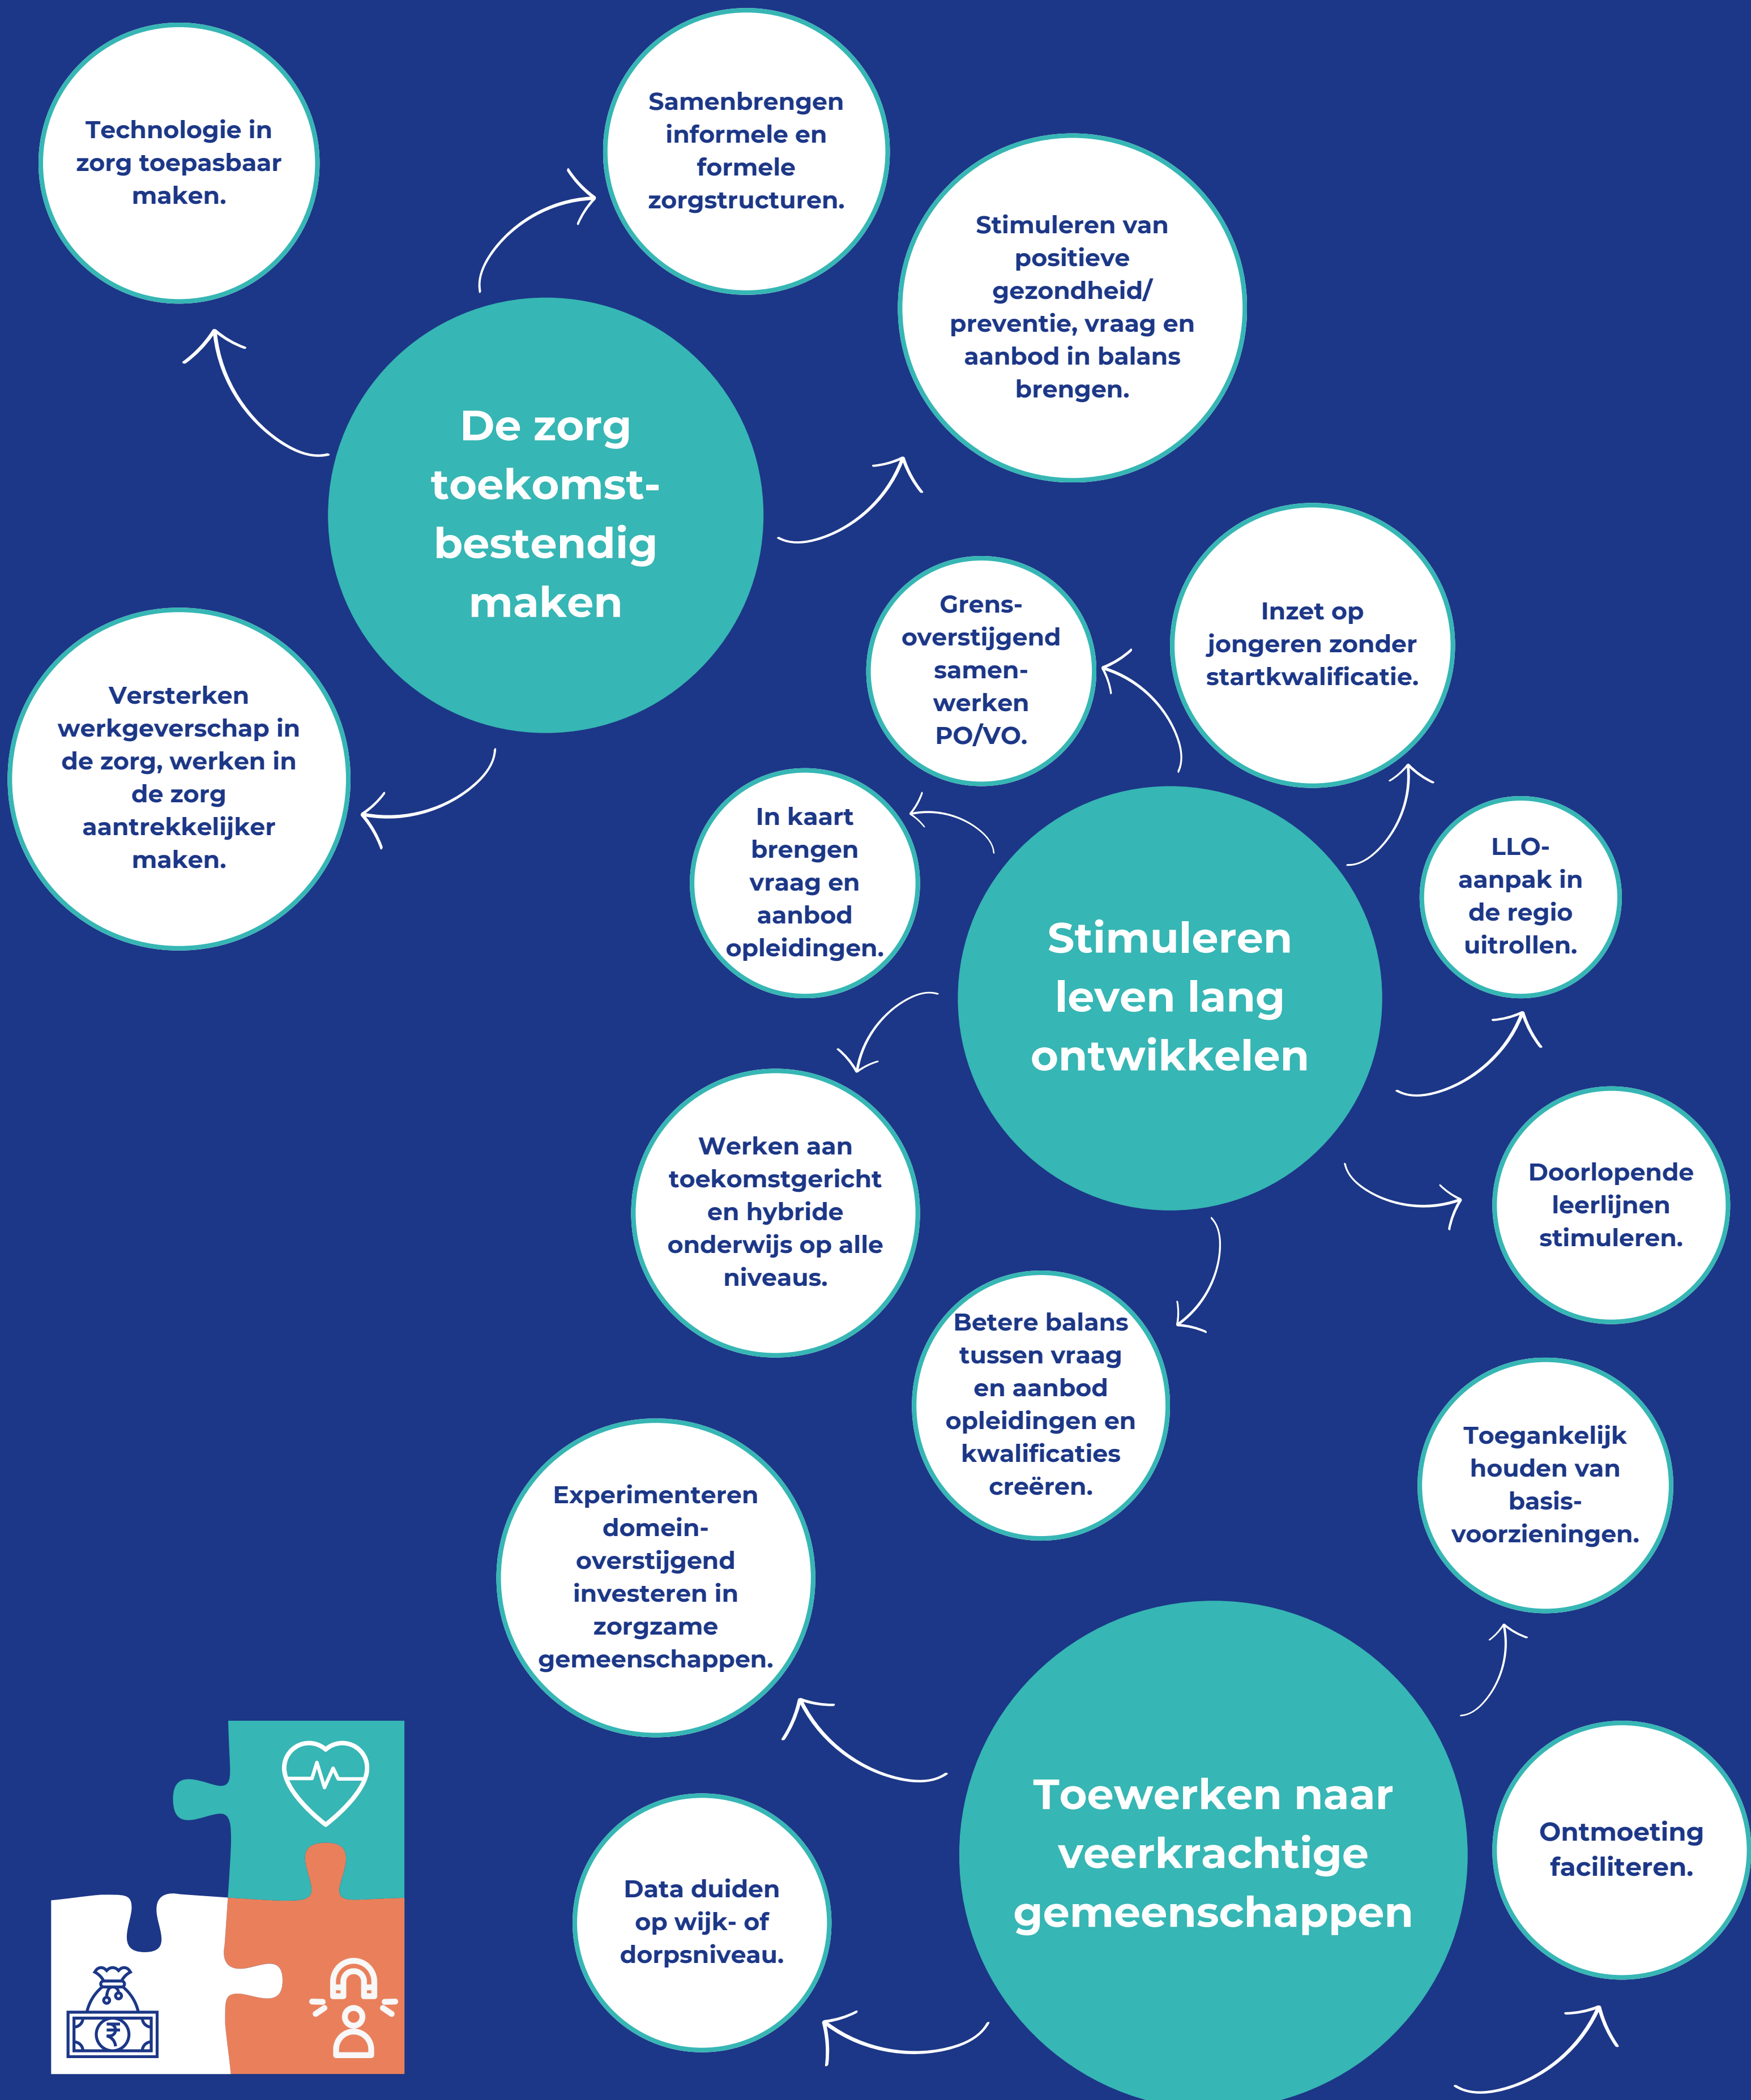 Technologie in
zorg toepasbaar
maken.
Samenbrengen
informele en
formele
zorgstructuren.
Stimuleren van
positieve
gezondheid/
preventie, vraag en
aanbod in balans
brengen.
De zorg
toekomst-
bestendig
maken
Versterken
werkgeverschap in
de zorg, werken in
de zorg
aantrekkelijker
maken.
Grens-
overstijgend
samen-
werken
PO/VO.
Inzet op
jongeren zonder
startkwalificatie.
In kaart
brengen
vraag en
aanbod
opleidingen.
LLO-
aanpak in
de regio
uitrollen.
Stimuleren
leven lang
ontwikkelen
Werken aan
toekomstgericht
en hybride
onderwijs op alle
niveaus.
Doorlopende
leerlijnen
stimuleren.
Betere balans
tussen vraag
en aanbod
opleidingen en
kwalificaties
creëren.
Toegankelijk
houden van
basis-
voorzieningen.
Experimenteren
domein-
overstijgend
investeren in
zorgzame
gemeenschappen.
Toewerken naar
veerkrachtige
gemeenschappen
Ontmoeting
faciliteren.
Data duiden
op wijk- of
dorpsniveau.
₹